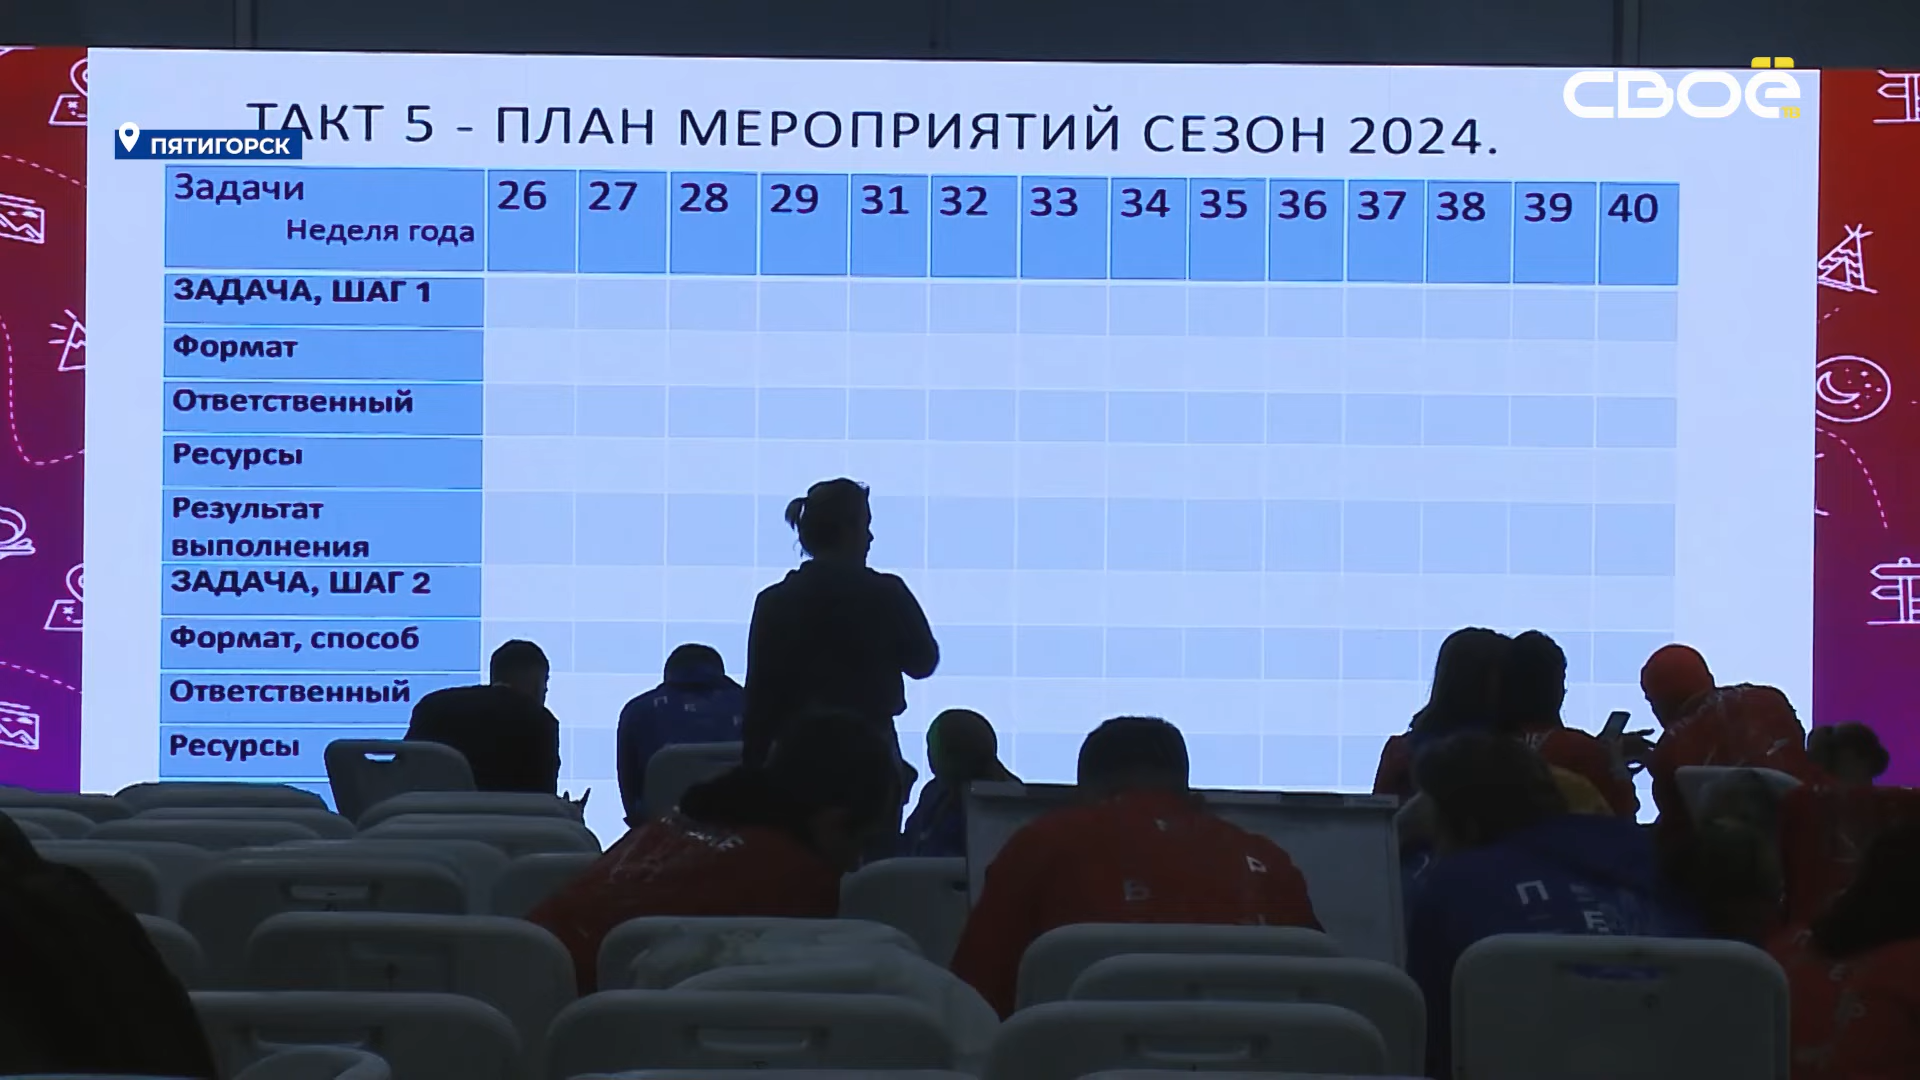 СВОЁ
ТВ
ТАКТ 5 - ПЛАН МЕРОПРИЯТИЙ СЕЗОН 2024.
ПЯТИГОРСК
Задачи
Неделя года
26 27 28 29 31 32 33 34 35 36 37 38 39 40
ЗАДАЧА, ШАГ 1
Формат
Ответственный
Ресурсы
Результат
выполнения
ЗАДАЧА, ШАГ 2
Формат, способ
Ответственный
Ресурсы